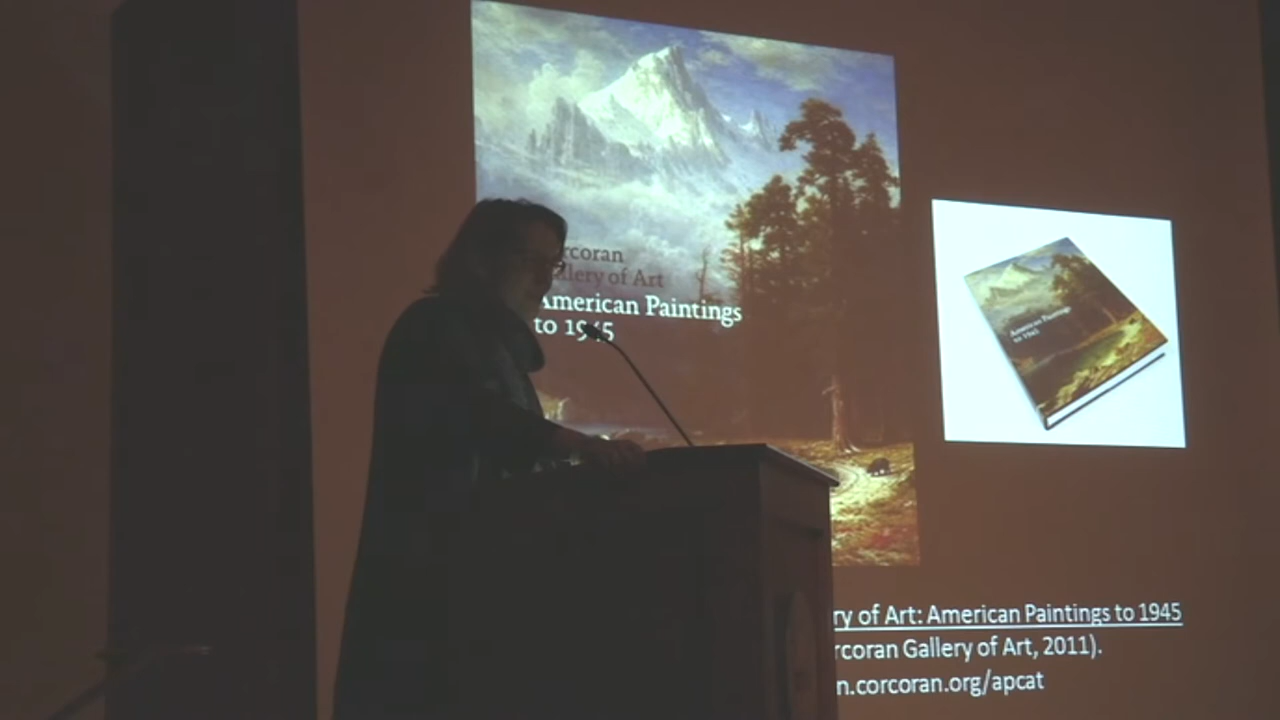 rcoran
allery of Art
American Paintings
to 1945
American Paintings
to 1945
ry of Art: American Paintings to 1945
rcoran Gallery of Art, 2011).
n.corcoran.org/apcat